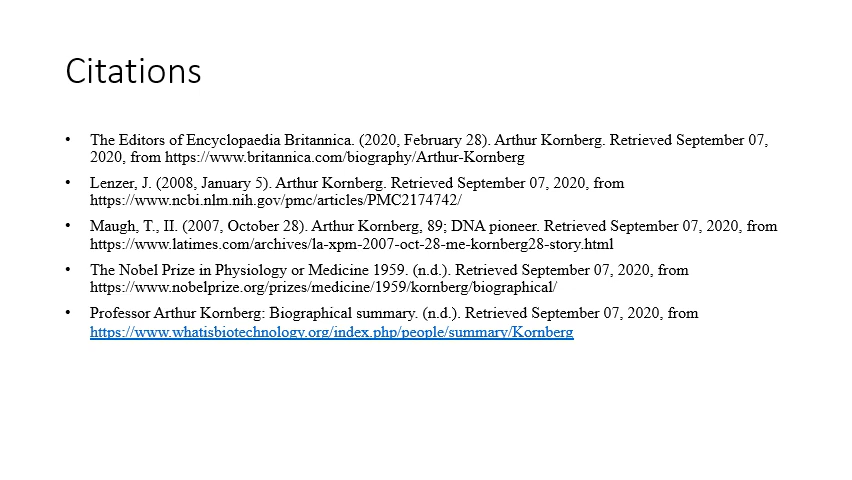 Citations
• The Editors of Encyclopaedia Britannica. (2020, February 28). Arthur Kornberg. Retrieved September 07,
2020, from https://www.britannica.com/biography/Arthur-Kornberg
• Lenzer, J. (2008, January 5). Arthur Kornberg. Retrieved September 07, 2020, from
https://www.ncbi.nlm.nih.gov/pmc/articles/PMC2174742/
• Maugh, T., II. (2007, October 28). Arthur Kornberg, 89; DNA pioneer. Retrieved September 07, 2020, from
https://www.latimes.com/archives/la-xpm-2007-oct-28-me-kornberg28-story.html
• The Nobel Prize in Physiology or Medicine 1959. (n.d.). Retrieved September 07, 2020, from
https://www.nobelprize.org/prizes/medicine/1959/kornberg/biographical/
• Professor Arthur Kornberg: Biographical summary. (n.d.). Retrieved September 07, 2020, from
https://www.whatisbiotechnology.org/index.php/people/summary/Kornberg